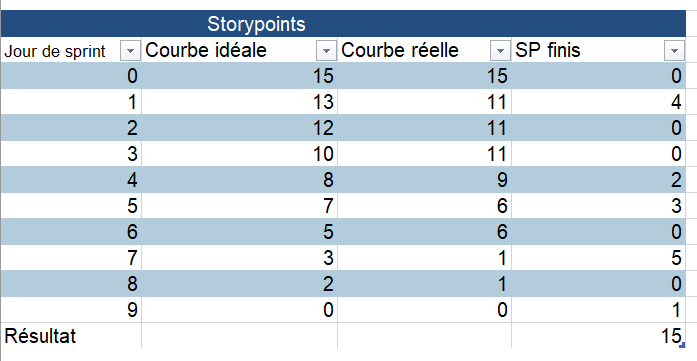 Storypoints
Jour de sprint Courbe idéale Courbe réelle SP finis
0 15 15 0
1 13 11 4
2 12 11 0
3 10 11 0
4 8 9 2
5 7 6 3
6 5 6 0
7 3 1 5
8 2 1 0
9 0 0 1
Résultat 15